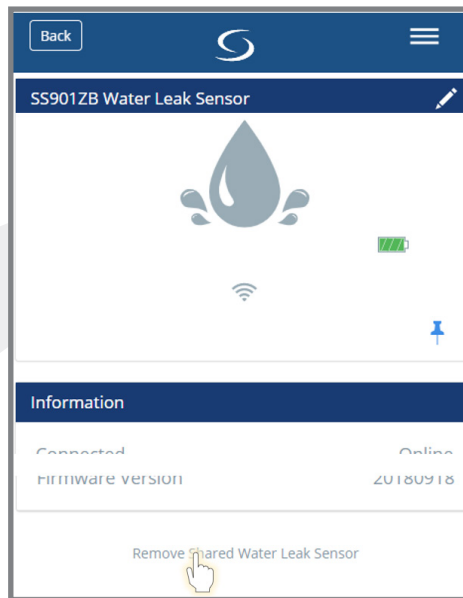 Back
SS901ZB Water Leak Sensor
Information
Connected Online
Firmware Version 20180918
Remove Shared Water Leak Sensor